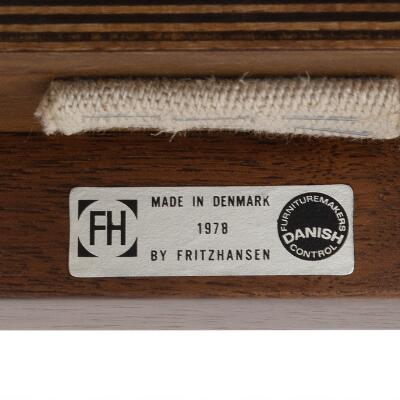 FH
MADE IN DENMARK
1978
BY FRITZHANSEN
FURNITUREMAKERS
DANISH
CONTROL